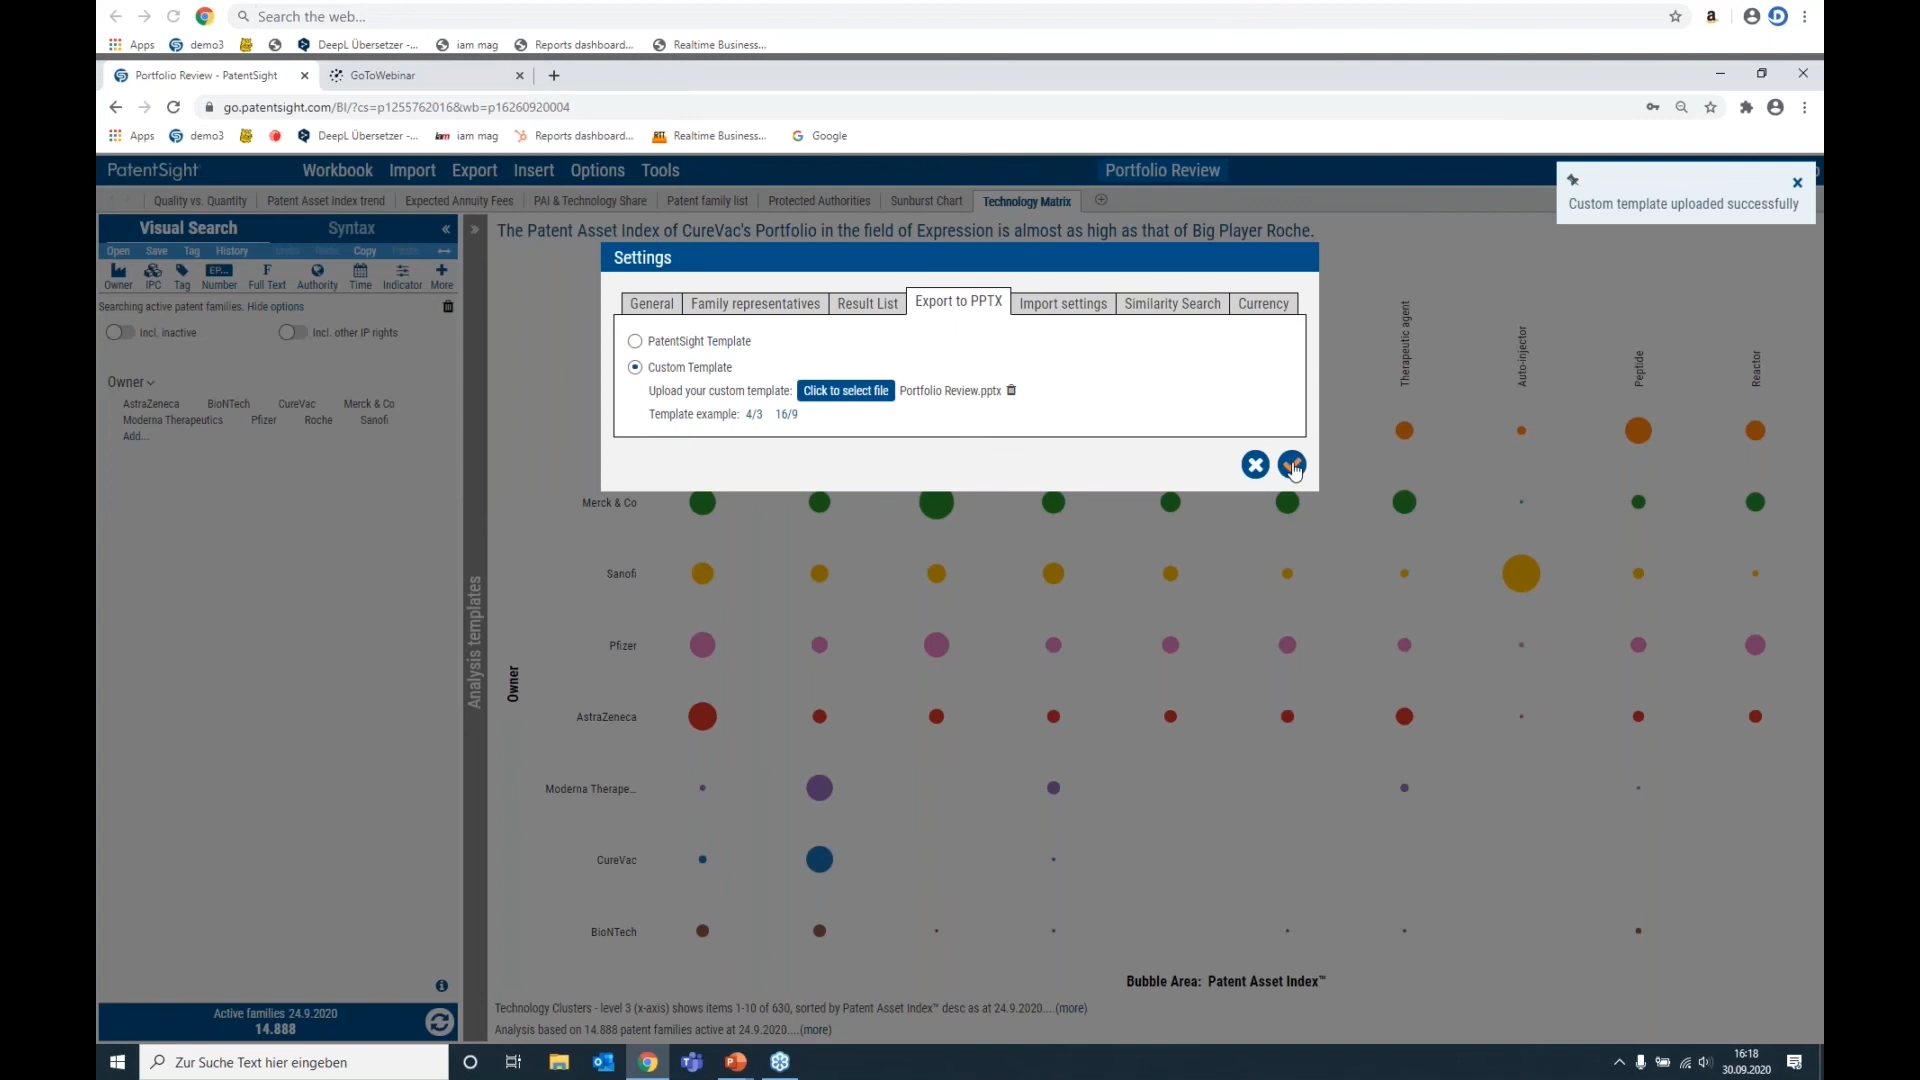 Search the web...
Apps demo3 DeepL Übersetzer -... iam mag Reports dashboard... Realtime Business...
Portfolio Review - PatentSight GoToWebinar
go.patentsight.com/BI/?cs=p1255762016&wb=p16260920004
Apps demo3 DeepL Übersetzer -... iam mag Reports dashboard... Realtime Business... Google
PatentSight Workbook Import Export Insert Options Tools Portfolio Review
Quality vs. Quantity Patent Asset Index trend Expected Annuity Fees PAI & Technology Share Patent family list Protected Authorities Sunburst Chart Technology Matrix
Custom template uploaded successfully
Visual Search Syntax
Open Save Tag History Copy
Owner IPC Tag Number Full Text Authority Time Indicator More
EP...
Searching active patent families. Hide options
Incl. inactive Incl. other IP rights
Owner
AstraZeneca BioNTech CureVac Merck & Co
Moderna Therapeutics Pfizer Roche Sanofi
Add...
Active families 24.9.2020
14.888
Analysis templates
The Patent Asset Index of CureVac's Portfolio in the field of Expression is almost as high as that of Big Player Roche.
Settings
General Family representatives Result List Export to PPTX Import settings Similarity Search Currency
PatentSight Template
Custom Template
Upload your custom template: Click to select file Portfolio Review.pptx
Template example: 4/3 16/9
Therapeutic agent
Auto-injector
Peptide
Reactor
Owner
Merck & Co
Sanofi
Pfizer
AstraZeneca
Moderna Therape...
CureVac
BioNTech
Bubble Area: Patent Asset Index™
Technology Clusters - level 3 (x-axis) shows items 1-10 of 630, sorted by Patent Asset Index™ desc as at 24.9.2020....(more)
Analysis based on 14.888 patent families active at 24.9.2020....(more)
Zur Suche Text hier eingeben
16:18
30.09.2020